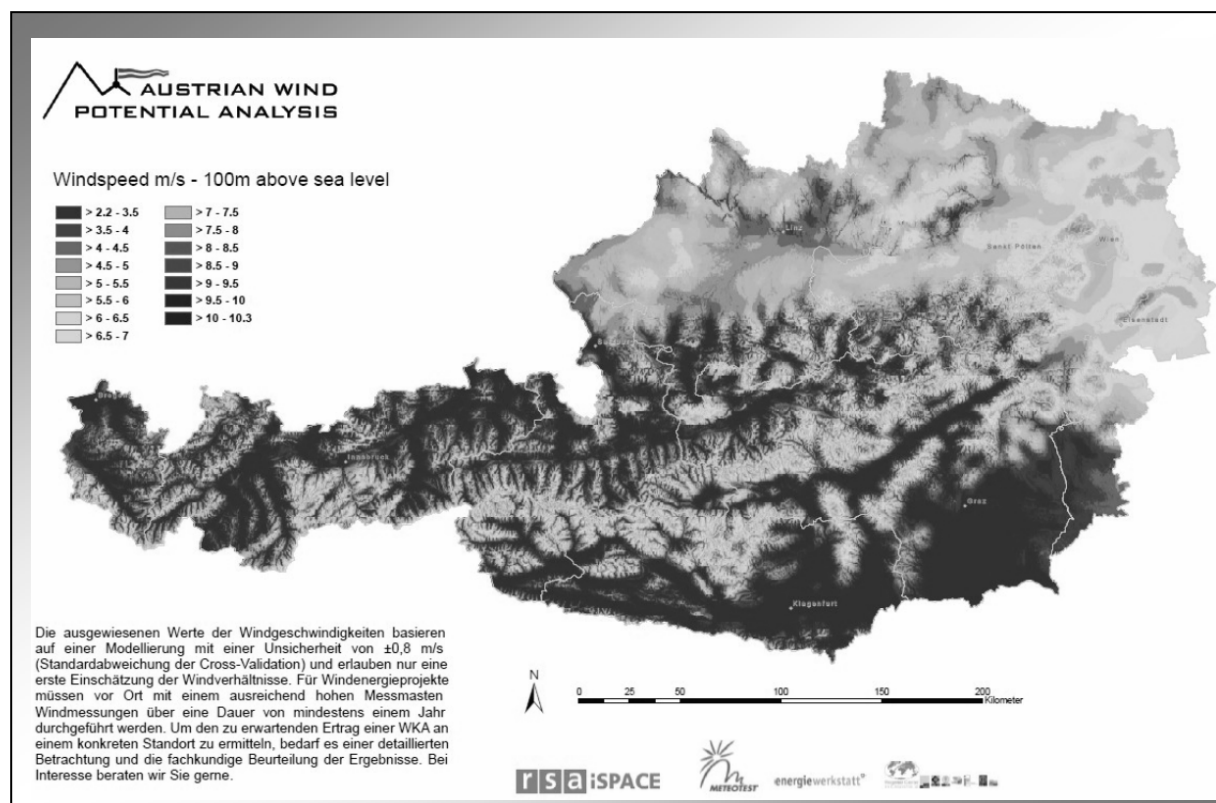 AUSTRIAN WIND
POTENTIAL ANALYSIS
Windspeed m/s - 100m above sea level
> 2.2 - 3.5
> 3.5 - 4
> 4 - 4.5
> 4.5 - 5
> 5 - 5.5
> 5.5 - 6
> 6 - 6.5
> 6.5 - 7
> 7 - 7.5
> 7.5 - 8
> 8 - 8.5
> 8.5 - 9
> 9 - 9.5
> 9.5 - 10
> 10 - 10.3
Linz
Sankt Pölten
Wien
Eisenstadt
Innsbruck
Graz
Klagenfurt
Die ausgewiesenen Werte der Windgeschwindigkeiten basieren
auf einer Modellierung mit einer Unsicherheit von ±0,8 m/s
(Standardabweichung der Cross-Validation) und erlauben nur eine
erste Einschätzung der Windverhältnisse. Für Windenergieprojekte
müssen vor Ort mit einem ausreichend hohen Messmasten
Windmessungen über eine Dauer von mindestens einem Jahr
durchgeführt werden. Um den zu erwartenden Ertrag einer WKA an
einem konkreten Standort zu ermitteln, bedarf es einer detaillierten
Betrachtung und die fachkundige Beurteilung der Ergebnisse. Bei
Interesse beraten wir Sie gerne.
N
0 25 50 100 150 200
Kilometer
rsa iSPACE
METEOTEST
energiewerkstatt®